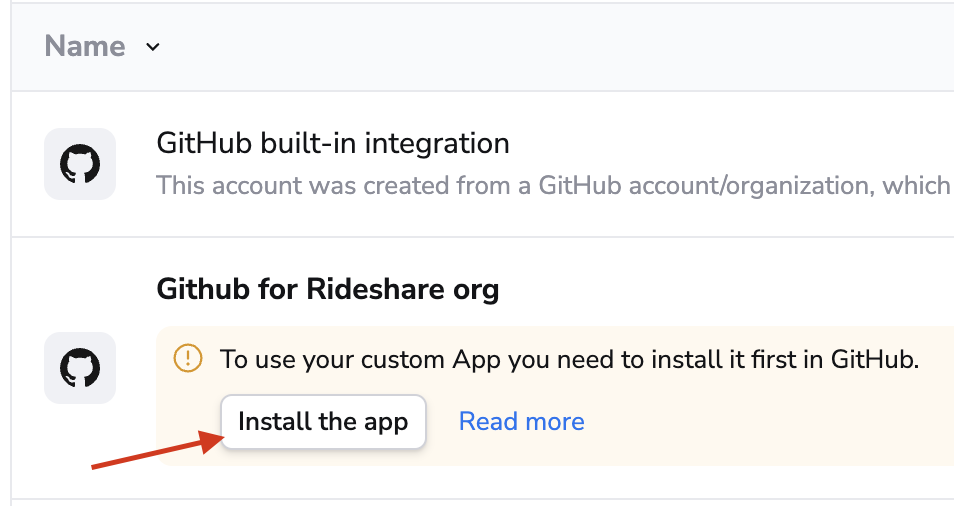 Name
GitHub built-in integration
This account was created from a GitHub account/organization, which
Github for Rideshare org
To use your custom App you need to install it first in GitHub.
Install the app
Read more